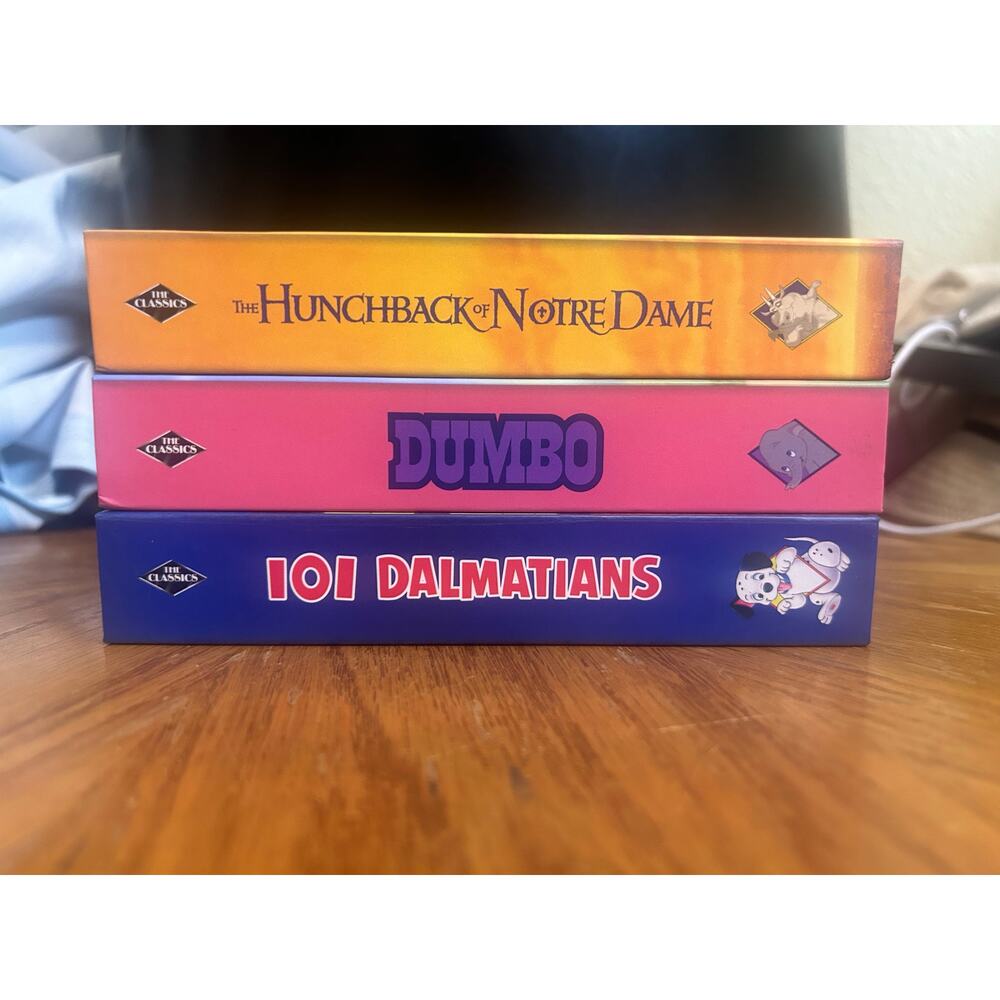 THE CLASSICS
THE HUNCHBACK OF NOTRE DAME
THE CLASSICS
DUMBO
THE CLASSICS
101 DALMATIANS